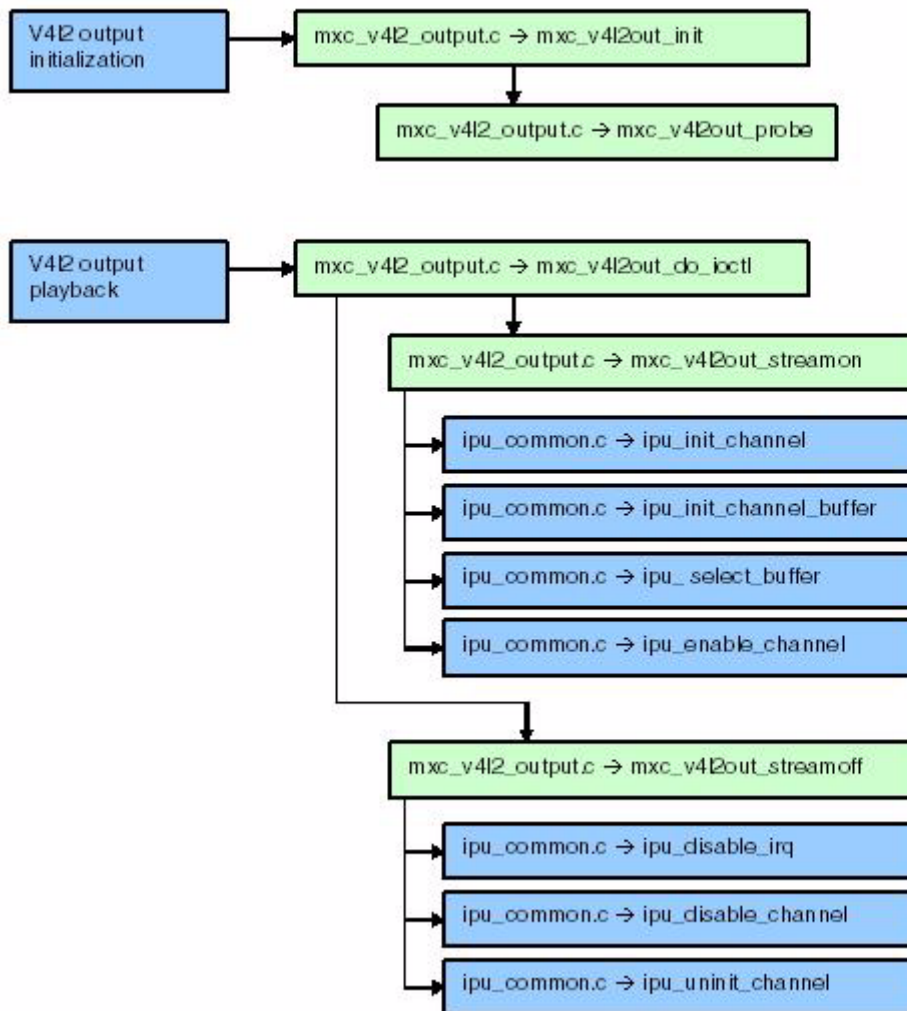 V4l2 output
initialization
mxc_v4l2_output.c → mxc_v4l2out_init
mxc_v4l2_output.c → mxc_v4l2out_probe
V4l2 output
playback
mxc_v4l2_output.c → mxc_v4l2out_do_ioctl
mxc_v4l2_output.c → mxc_v4l2out_streamon
ipu_common.c → ipu_init_channel
ipu_common.c → ipu_init_channel_buffer
ipu_common.c → ipu_ select_buffer
ipu_common.c → ipu_enable_channel
mxc_v4l2_output.c → mxc_v4l2out_streamoff
ipu_common.c → ipu_disable_irq
ipu_common.c → ipu_disable_channel
ipu_common.c → ipu_uninit_channel